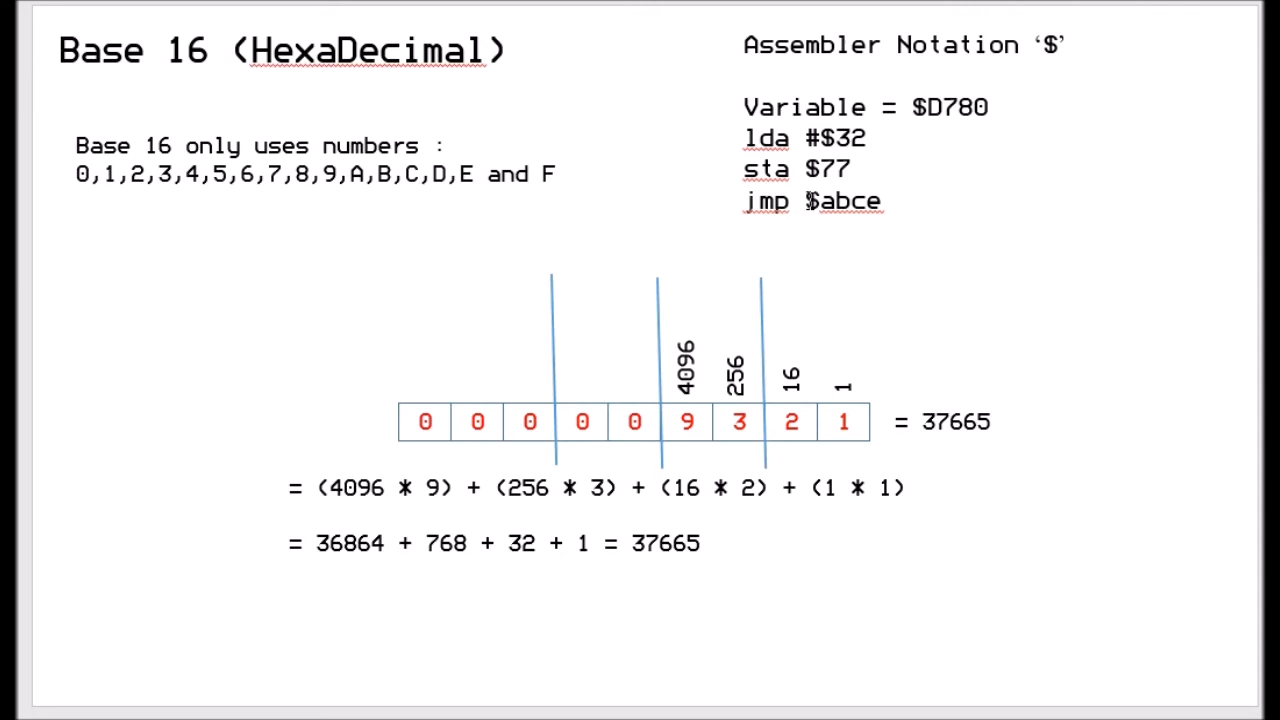 Base 16 (HexaDecimal)
Assembler Notation ‘$’
Base 16 only uses numbers :
0,1,2,3,4,5,6,7,8,9,A,B,C,D,E and F
Variable = $D780
lda #$32
sta $77
jmp $abce
4096 256 16 1
0 0 0 0 0 9 3 2 1 = 37665
= (4096 * 9) + (256 * 3) + (16 * 2) + (1 * 1)
= 36864 + 768 + 32 + 1 = 37665